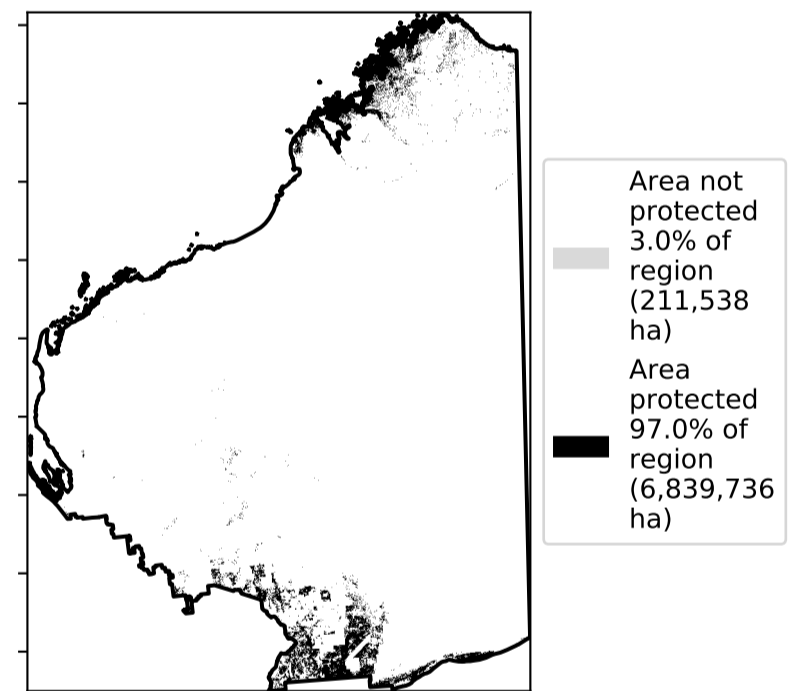 Area not
protected
3.0% of
region
(211,538
ha)
Area
protected
97.0% of
region
(6,839,736
ha)